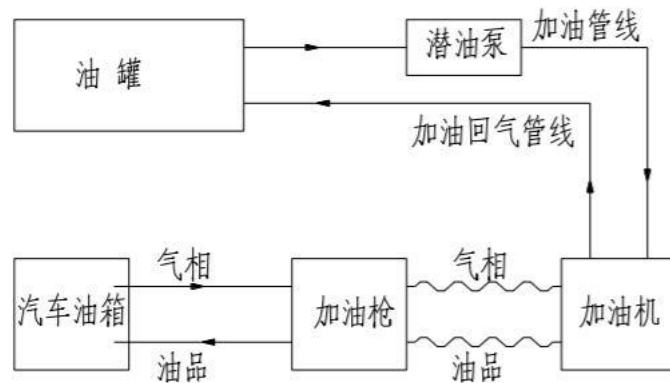 油 罐
潜油泵
加油管线
加油回气管线
汽车油箱
气相
油品
加油枪
气相
油品
加油机